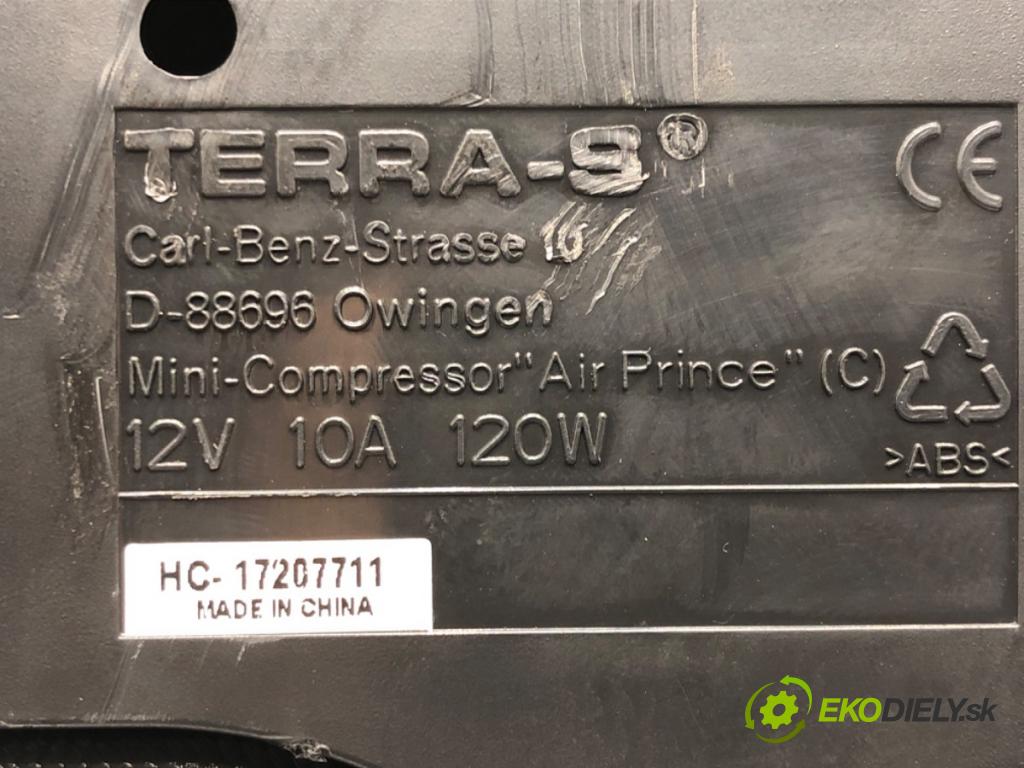 TERRA-S®
CE
Carl-Benz-Strasse 10
D-88696 Owingen
Mini-Compressor "Air Prince" (C)
12V 10A 120W
>ABS<
HC-17207711
MADE IN CHINA
EKODIELY.sk